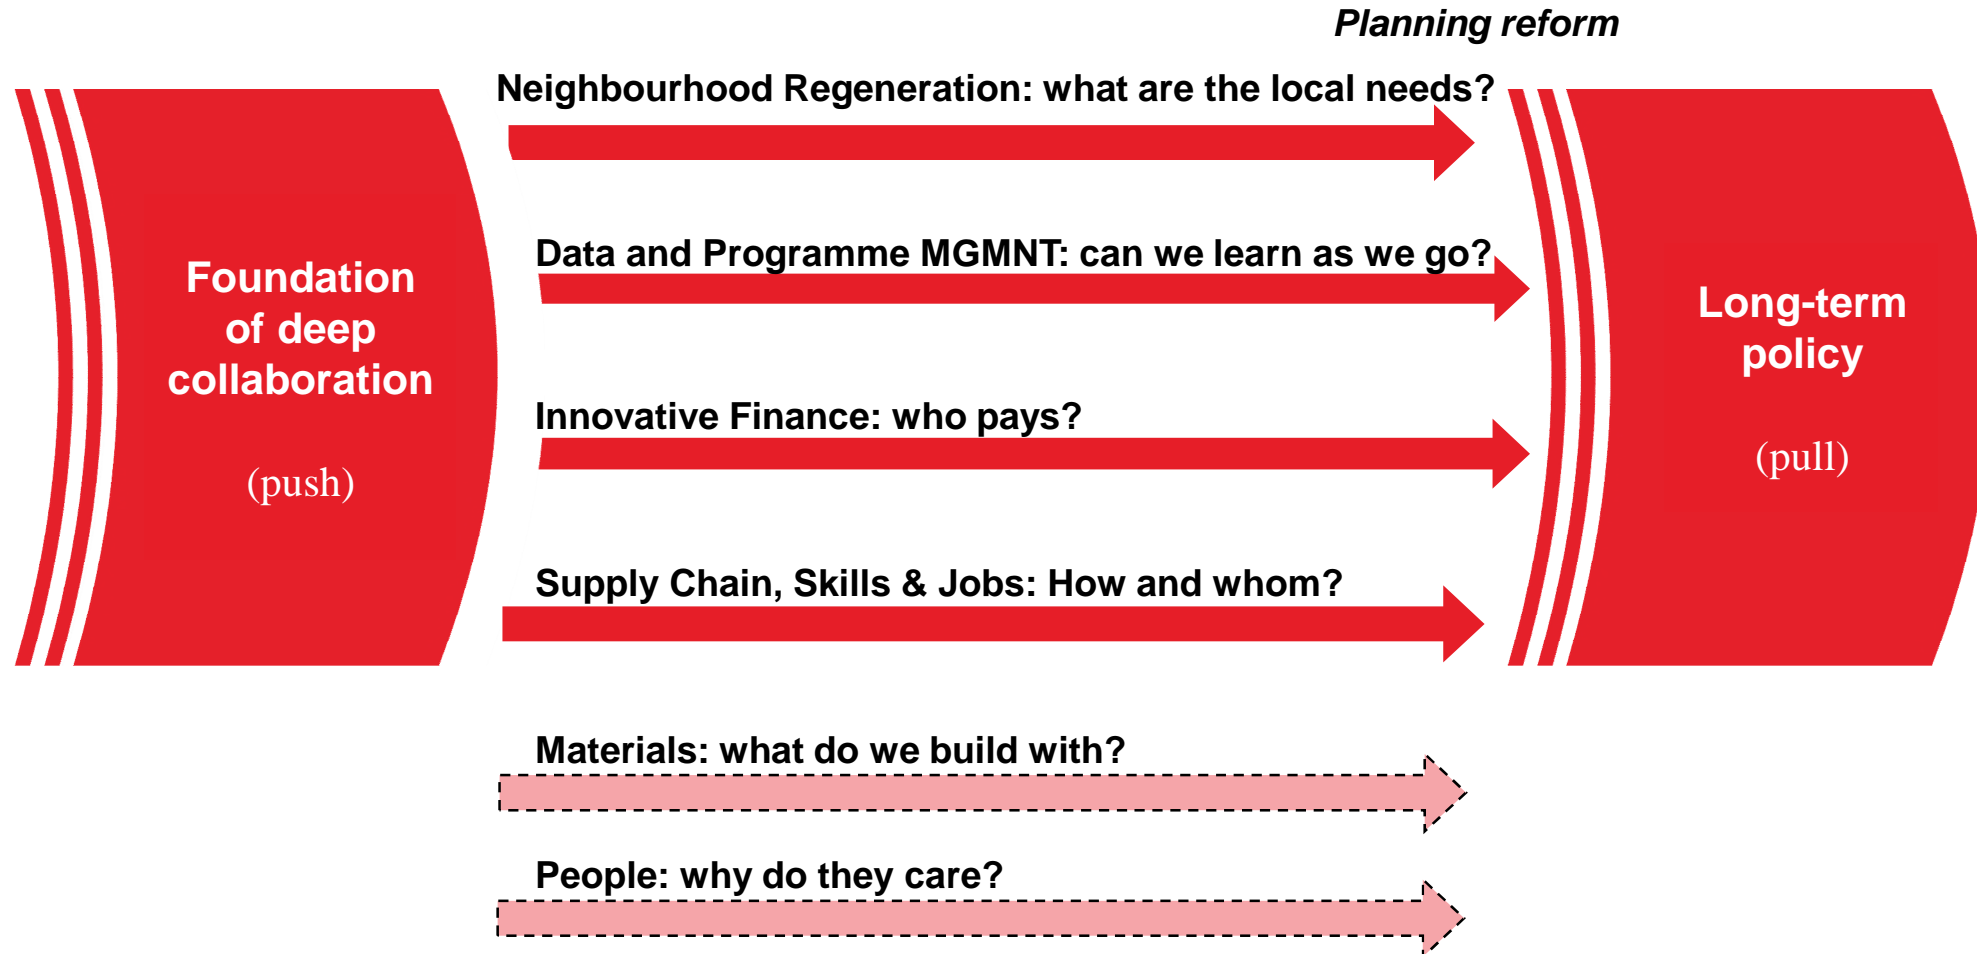 Planning reform
Neighbourhood Regeneration: what are the local needs?
Data and Programme MGMNT: can we learn as we go?
Foundation
of deep
collaboration
(push)
Long-term
policy
(pull)
Innovative Finance: who pays?
Supply Chain, Skills & Jobs: How and whom?
Materials: what do we build with?
People: why do they care?